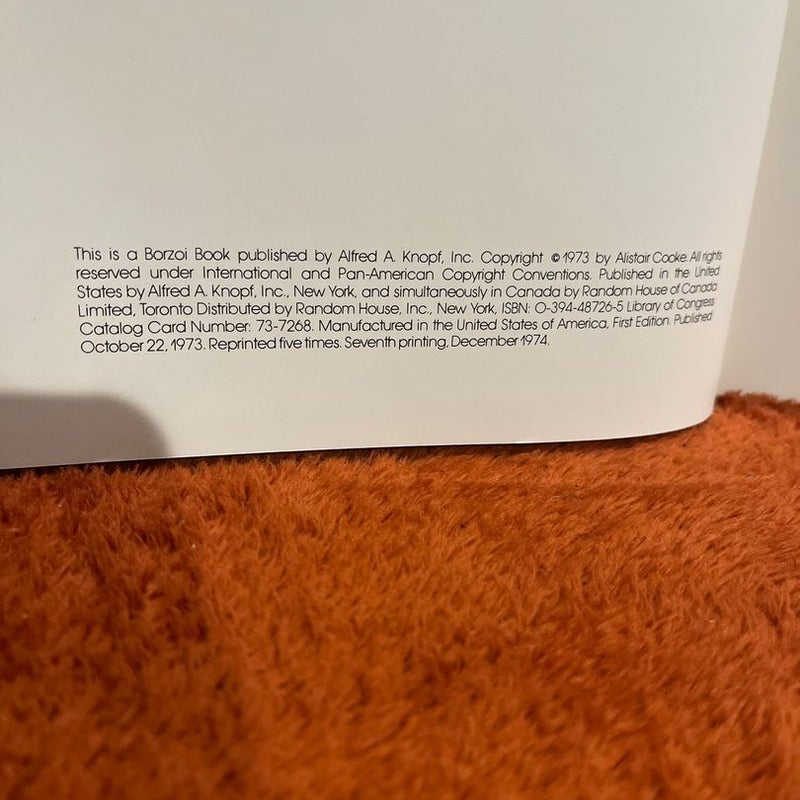 This is a Borzoi Book published by Alfred A. Knopf, Inc. Copyright © 1973 by Alistair Cooke. All rights
reserved under International and Pan-American Copyright Conventions. Published in the United
States by Alfred A. Knopf, Inc., New York, and simultaneously in Canada by Random House of Canada
Limited, Toronto Distributed by Random House, Inc., New York, ISBN: 0-394-48726-5 Library of Congress
Catalog Card Number: 73-7268. Manufactured in the United States of America, First Edition. Published
October 22, 1973. Reprinted five times. Seventh printing, December 1974.